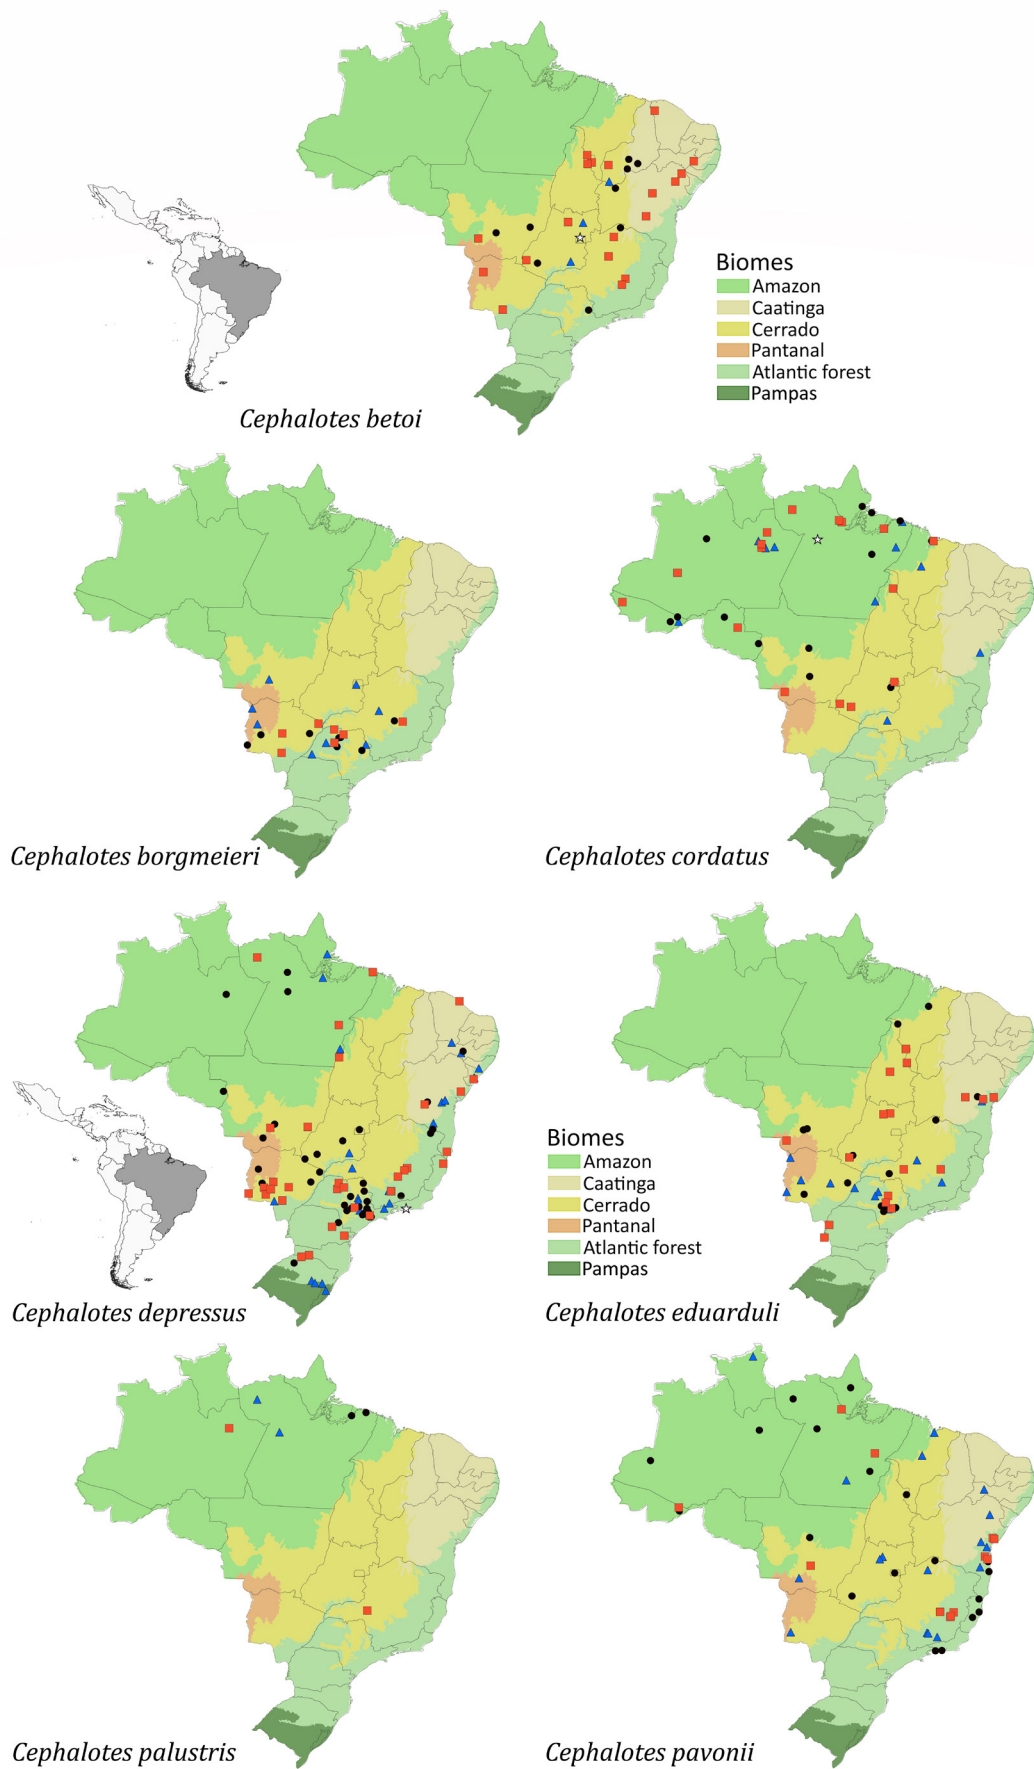 Biomes
Amazon
Caatinga
Cerrado
Pantanal
Atlantic forest
Pampas
Cephalotes betoi
Cephalotes borgmeieri
Cephalotes cordatus
Biomes
Amazon
Caatinga
Cerrado
Pantanal
Atlantic forest
Pampas
Cephalotes depressus
Cephalotes eduarduli
Cephalotes palustris
Cephalotes pavonii